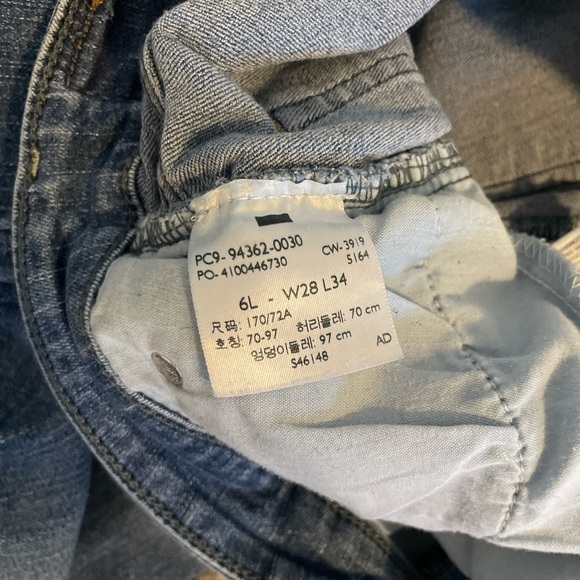 PC9-94362-0030 CW-3919
PO-4100446730 5164
6L - W28 L34
尺码: 170/72A 허리둘레: 70 cm
호칭: 70-97 엉덩이둘레: 97 cm
S46148 AD